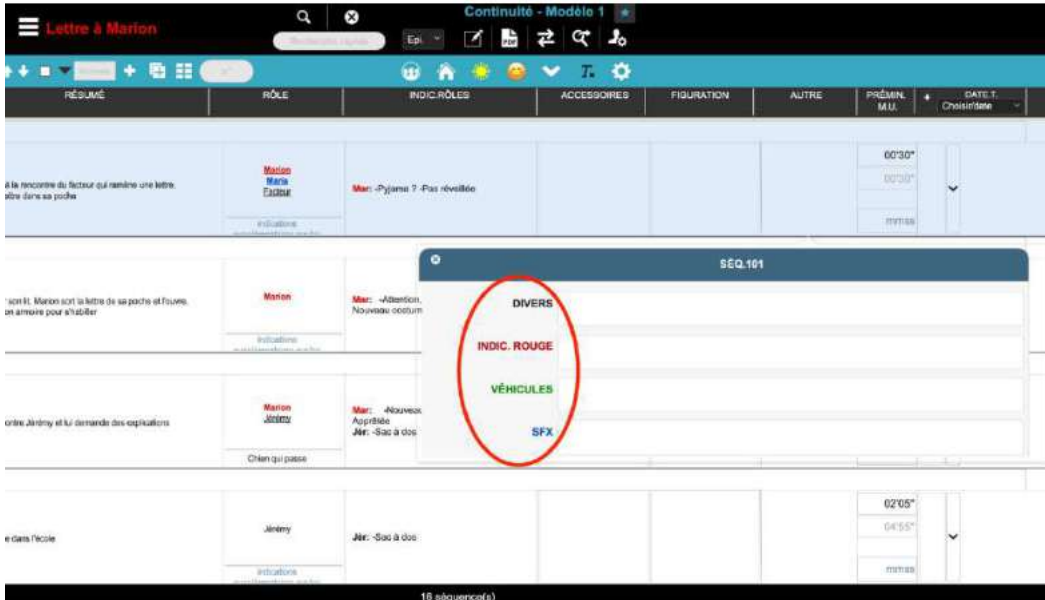 Continuité - Modèle 1
Lettre à Marion
Epi.
PDF
RÉSUMÉ
RÔLE
INDIC.RÔLES
ACCESSOIRES
FIGURATION
AUTRE
PRÉMIN.
M.U.
DATE T.
Choisir/date
à la rencontre du facteur qui ramène une lettre.
dans sa poche
Marion
Maria
Facteur
indications
Mar: -Pyjama ? -Pas réveillée
00'30"
00'30"
mmss
SÉQ.101
DIVERS
INDIC. ROUGE
VÉHICULES
SFX
son lit. Marion sort la lettre de sa poche et l'ouvre.
armoire pour s'habiller
Marion
indications
Mar: -Attention,
Nouveau costum
Jérémy et lui demande des explications
Marion
Jérémy
Chien qui passe
Mar: -Nouveau
Apprêtée
Jér: -Sac à dos
e dans l'école
Jérémy
indications
Jér: -Sac à dos
02'05"
04'55"
mmss
16 séquence(s)